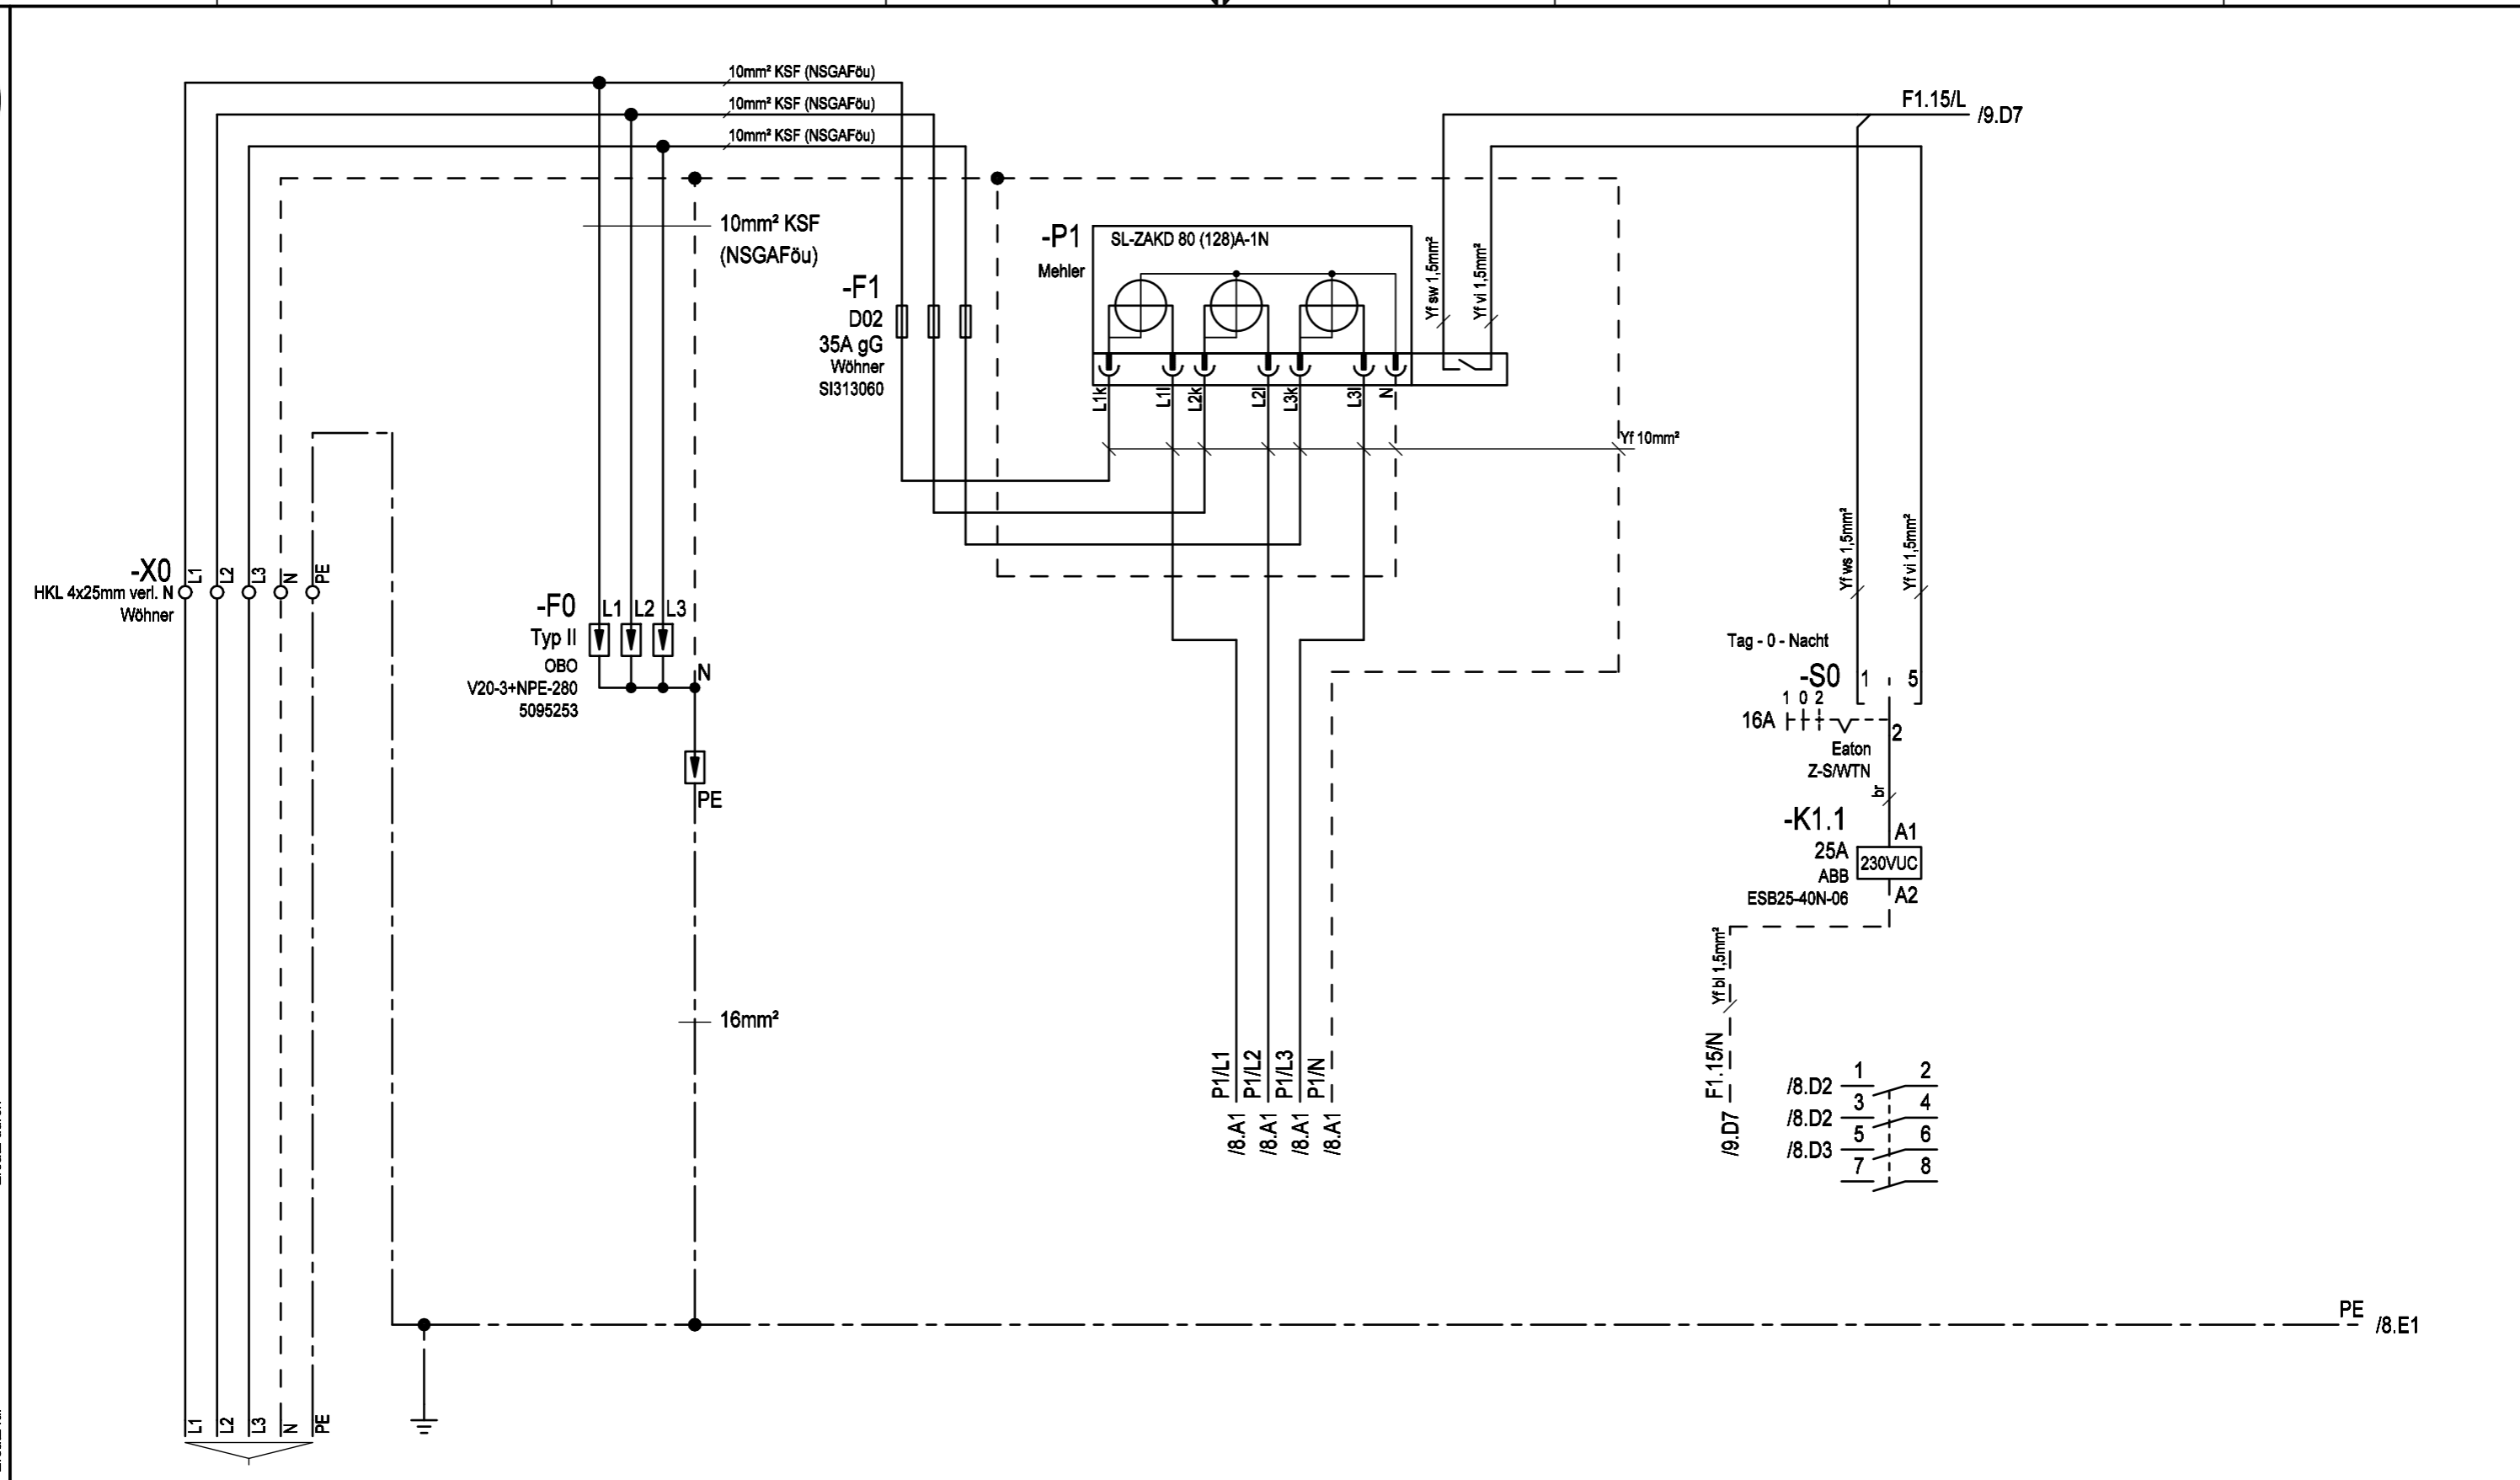 10mm² KSF (NSGAFöu)
10mm² KSF (NSGAFöu)
10mm² KSF (NSGAFöu)
F1.15/L
/9.D7
10mm² KSF
(NSGAFöu)
-P1
Mehler
SL-ZAKD 80 (128)A-1N
Yf sw 1,5mm²
Yf vi 1,5mm²
-F1
D02
35A gG
Wöhner
SI313060
L1k
L1l
L2k
L2l
L3k
L3l
N
Yf 10mm²
-X0
HKL 4x25mm verl. N
Wöhner
L1
L2
L3
N
PE
-F0
Typ II
OBO
V20-3+NPE-280
5095253
L1 L2 L3
N
PE
16mm²
Yf ws 1,5mm²
Yf vi 1,5mm²
Tag - 0 - Nacht
-S0
1 0 2
16A
1
5
2
Eaton
Z-S/WTN
br
-K1.1
25A
ABB
ESB25-40N-06
A1
230VUC
A2
Yf bl 1,5mm²
F1.15/N
/9.D7
P1/L1
P1/L2
P1/L3
P1/N
/8.A1
/8.A1
/8.A1
/8.A1
/8.D2 1 2
/8.D2 3 4
/8.D3 5 6
7 8
PE
/8.E1
L1
L2
L3
N
PE